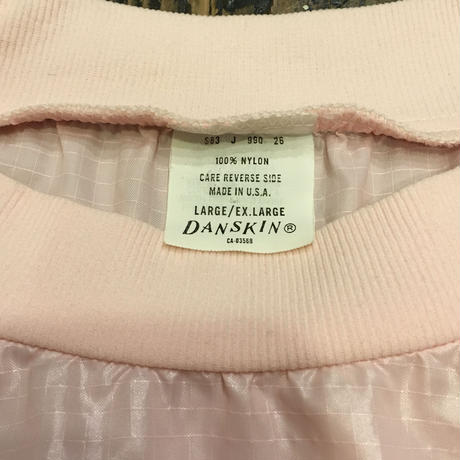 S83 J 990 26
100% NYLON
CARE REVERSE SIDE
MADE IN U.S.A.
LARGE/EX.LARGE
DANSKIN®
CA-03568